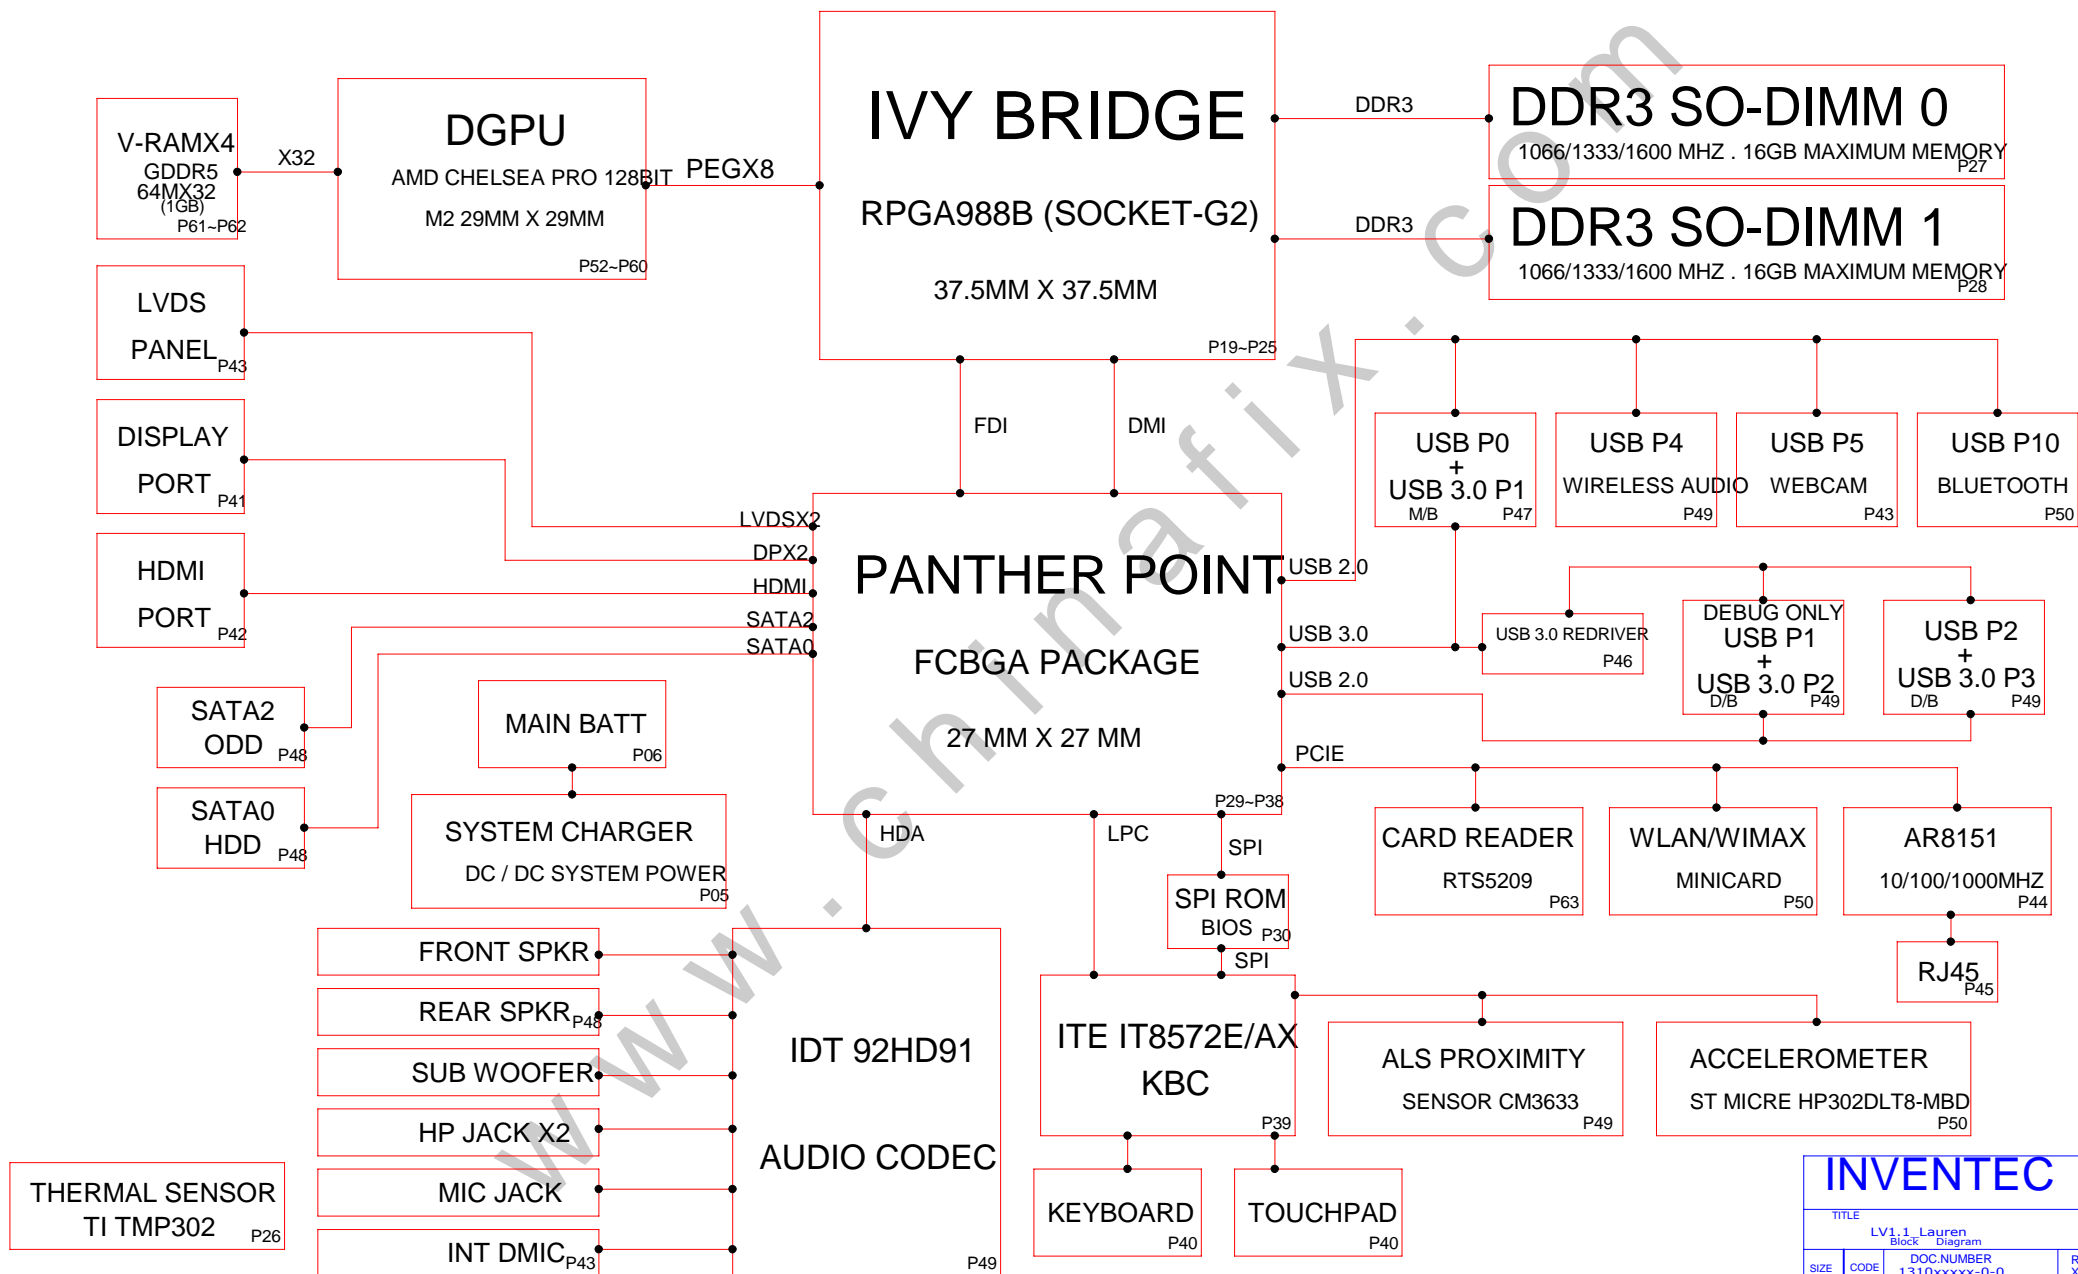 V-RAMX4
GDDR5
64MX32
(1GB)
P61~P62
X32
DGPU
AMD CHELSEA PRO 128BIT
M2 29MM X 29MM
P52~P60
PEGX8
IVY BRIDGE
RPGA988B (SOCKET-G2)
37.5MM X 37.5MM
P19~P25
DDR3
DDR3 SO-DIMM 0
1066/1333/1600 MHZ . 16GB MAXIMUM MEMORY
P27
DDR3
DDR3 SO-DIMM 1
1066/1333/1600 MHZ . 16GB MAXIMUM MEMORY
P28
LVDS
PANEL
P43
DISPLAY
PORT
P41
HDMI
PORT
P42
FDI
DMI
LVDSX2
DPX2
HDMI
SATA2
SATA0
PANTHER POINT
FCBGA PACKAGE
27 MM X 27 MM
P29~P38
USB 2.0
USB 3.0
USB 2.0
PCIE
USB P0
+
USB 3.0 P1
M/B
P47
USB P4
WIRELESS AUDIO
P49
USB P5
WEBCAM
P43
USB P10
BLUETOOTH
P50
USB 3.0 REDRIVER
P46
DEBUG ONLY
USB P1
+
USB 3.0 P2
D/B
P49
USB P2
+
USB 3.0 P3
D/B
P49
SATA2
ODD
P48
SATA0
HDD
P48
MAIN BATT
P06
SYSTEM CHARGER
DC / DC SYSTEM POWER
P05
HDA
LPC
SPI
SPI ROM
BIOS
P30
SPI
CARD READER
RTS5209
P63
WLAN/WIMAX
MINICARD
P50
AR8151
10/100/1000MHZ
P44
RJ45
P45
FRONT SPKR
REAR SPKR
P48
SUB WOOFER
HP JACK X2
MIC JACK
INT DMIC
P43
IDT 92HD91
AUDIO CODEC
P49
ITE IT8572E/AX
KBC
P39
ALS PROXIMITY
SENSOR CM3633
P49
ACCELEROMETER
ST MICRE HP302DLT8-MBD
P50
KEYBOARD
P40
TOUCHPAD
P40
THERMAL SENSOR
TI TMP302
P26
INVENTEC
TITLE
LV1.1_Lauren
Block Diagram
SIZE
CODE
DOC.NUMBER
1310xxxxx-0-0
www.chinafix.com